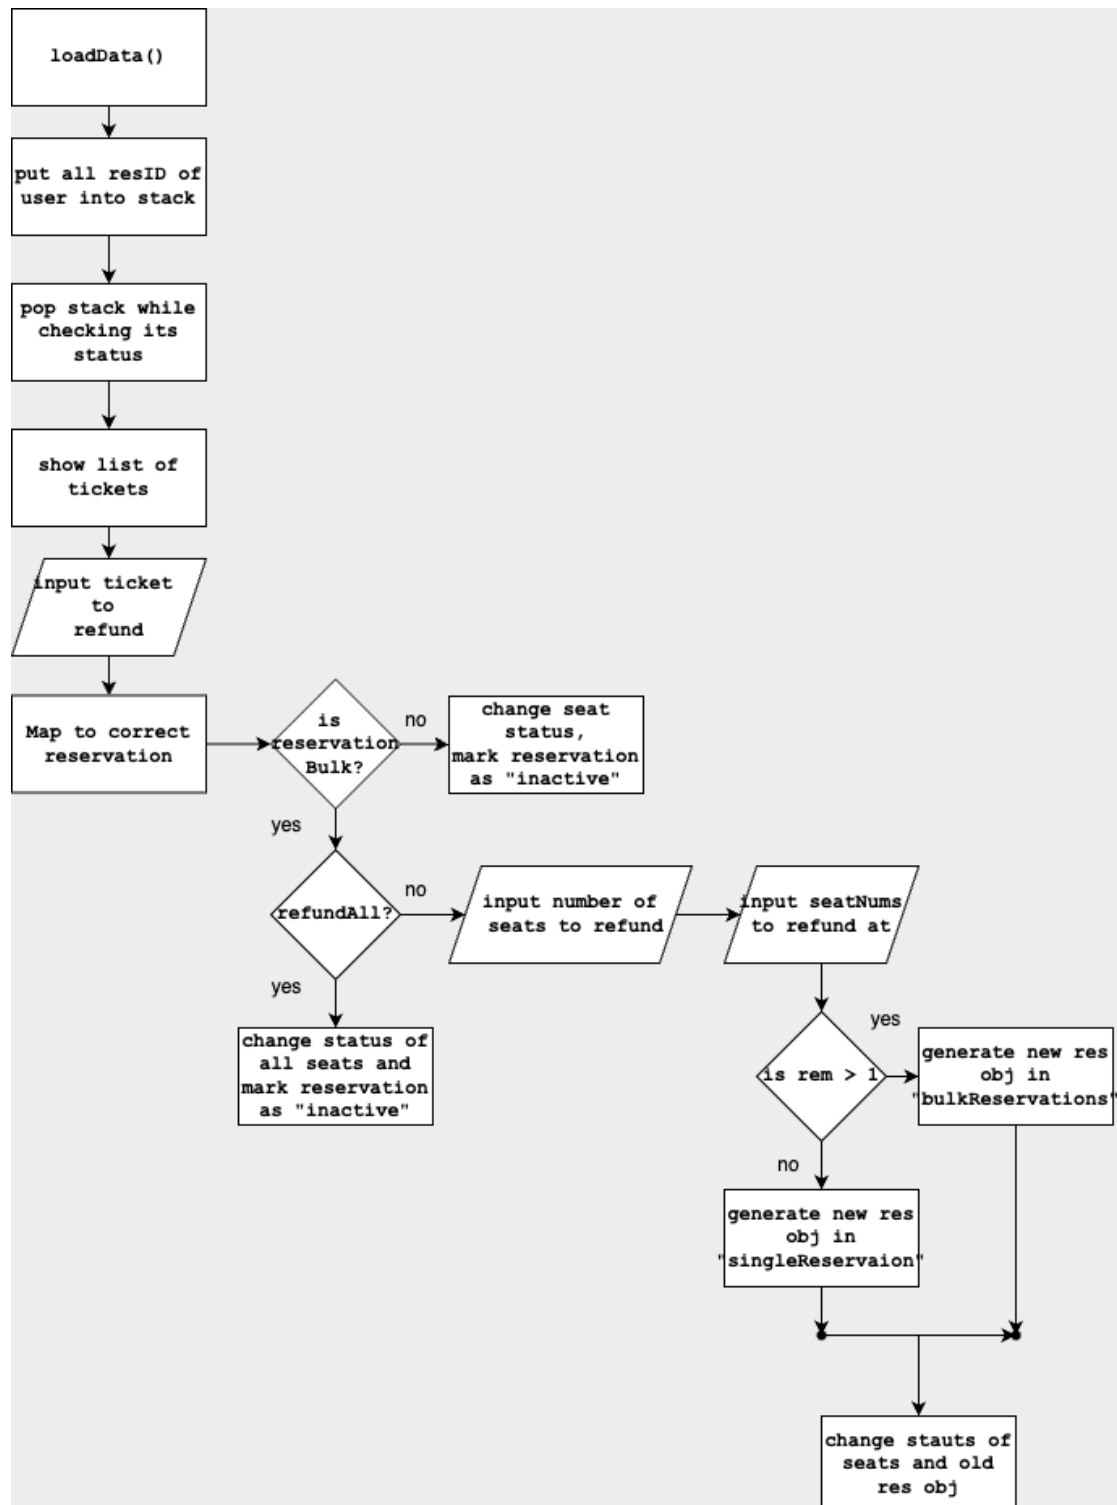 loadData()
put all resID of
user into stack
pop stack while
checking its
status
show list of
tickets
input ticket
to
refund
Map to correct
reservation
is
reservation
Bulk?
no
change seat
status,
mark reservation
as "inactive"
yes
refundAll?
no
input number of
seats to refund
input seatNums
to refund at
yes
change status of
all seats and
mark reservation
as "inactive"
is rem > 1
yes
generate new res
obj in
"bulkReservations"
no
generate new res
obj in
"singleReservaion"
change stauts of
seats and old
res obj